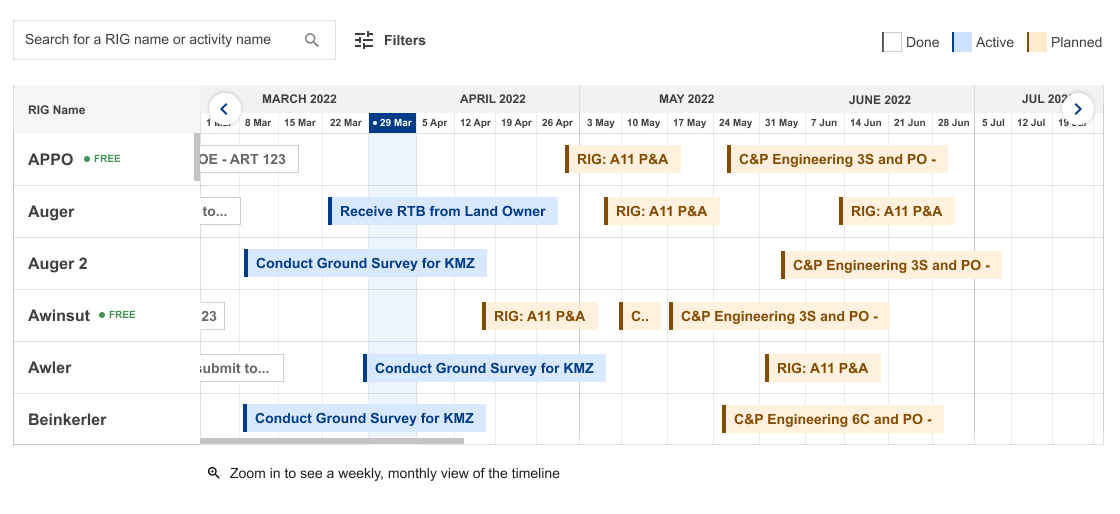 Search for a RIG name or activity name
Filters
Done Active Planned
RIG Name
MARCH 2022 APRIL 2022 MAY 2022 JUNE 2022 JUL
8 Mar 15 Mar 22 Mar 29 Mar 5 Apr 12 Apr 19 Apr 26 Apr 3 May 10 May 17 May 24 May 31 May 7 Jun 14 Jun 21 Jun 28 Jun 5 Jul 12 Jul
APPO FREE OE - ART 123 RIG: A11 P&A C&P Engineering 3S and PO -
Auger to... Receive RTB from Land Owner RIG: A11 P&A RIG: A11 P&A
Auger 2 Conduct Ground Survey for KMZ C&P Engineering 3S and PO -
Awinsut FREE 23 RIG: A11 P&A C.. C&P Engineering 3S and PO -
Awler submit to... Conduct Ground Survey for KMZ RIG: A11 P&A
Beinkerler Conduct Ground Survey for KMZ C&P Engineering 6C and PO -
Zoom in to see a weekly, monthly view of the timeline